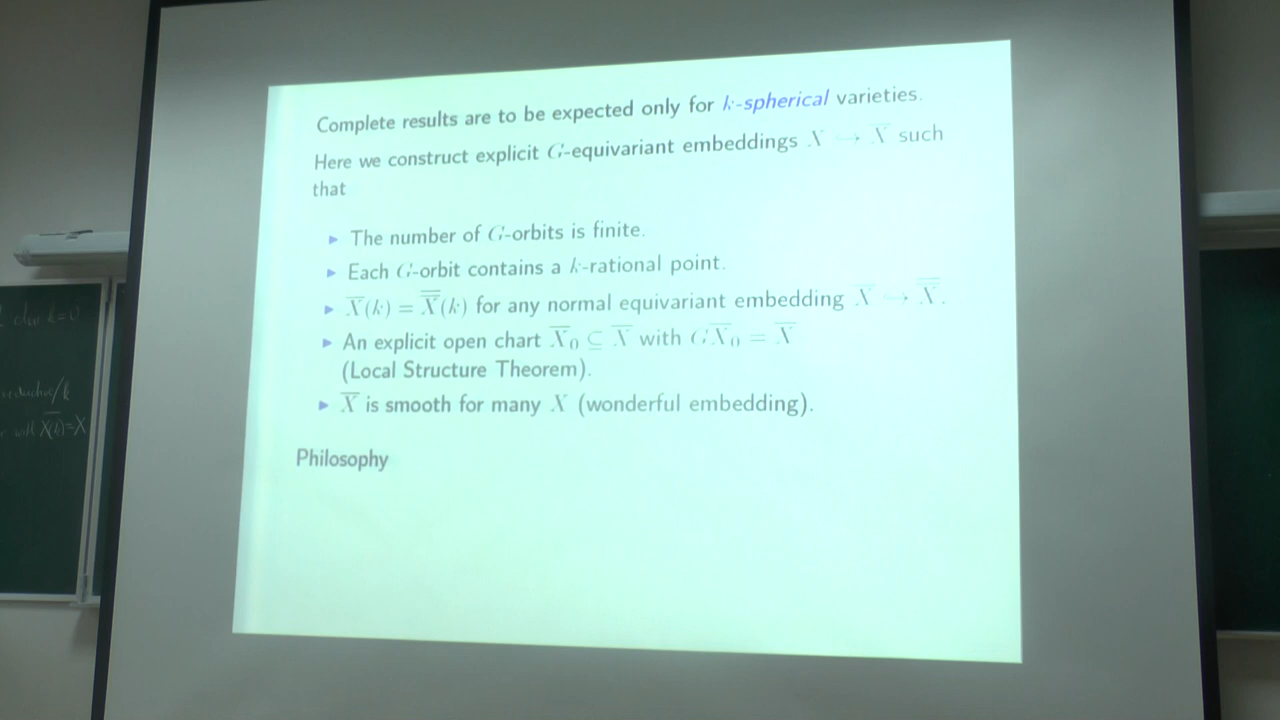 Complete results are to be expected only for k-spherical varieties.
Here we construct explicit G-equivariant embeddings X ↪ X̅ such
that
▶ The number of G-orbits is finite.
▶ Each G-orbit contains a k-rational point.
▶ X̅(k) = X̿(k) for any normal equivariant embedding X̅ → X̿.
▶ An explicit open chart X̅₀ ⊆ X̅ with GX̅₀ = X̅
(Local Structure Theorem).
▶ X̅ is smooth for many X (wonderful embedding).
Philosophy
char k=0